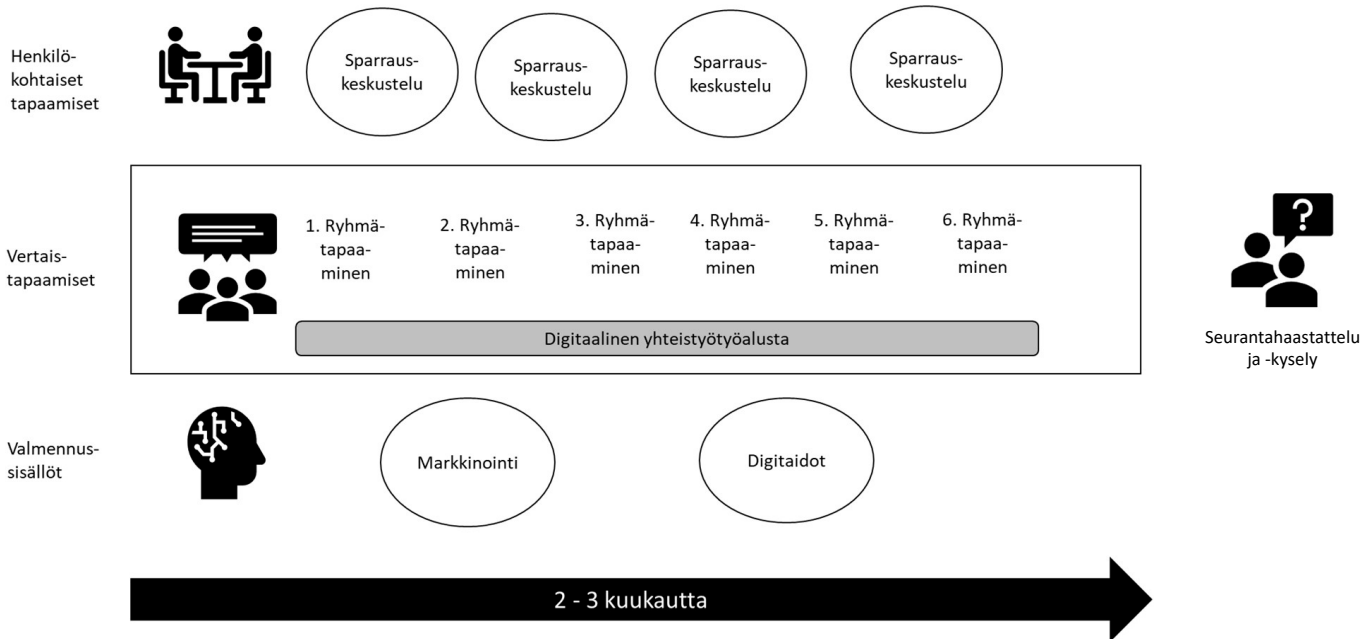 Henkilö-
kohtaiset
tapaamiset
Sparraus-
keskustelu
Sparraus-
keskustelu
Sparraus-
keskustelu
Sparraus-
keskustelu
Vertais-
tapaamiset
1. Ryhmä-
tapaa-
minen
2. Ryhmä-
tapaa-
minen
3. Ryhmä-
tapaa-
minen
4. Ryhmä-
tapaa-
minen
5. Ryhmä-
tapaa-
minen
6. Ryhmä-
tapaa-
minen
Digitaalinen yhteistyötyöalusta
?
Seurantahaastattelu
ja -kysely
Valmennus-
sisällöt
Markkinointi
Digitaidot
2 - 3 kuukautta